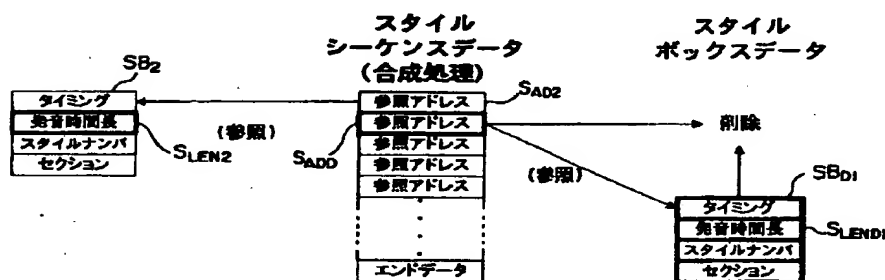 スタイル
シーケンスデータ
(合成処理)
スタイル
ボックスデータ
SB2
タイミング
発音時間長
スタイルナンバ
セクション
SLEN2
(参照)
参照アドレス
参照アドレス
参照アドレス
参照アドレス
参照アドレス
エンドデータ
SAD2
SADD
(参照)
削除
SBD1
タイミング
発音時間長
スタイルナンバ
セクション
SLEND1